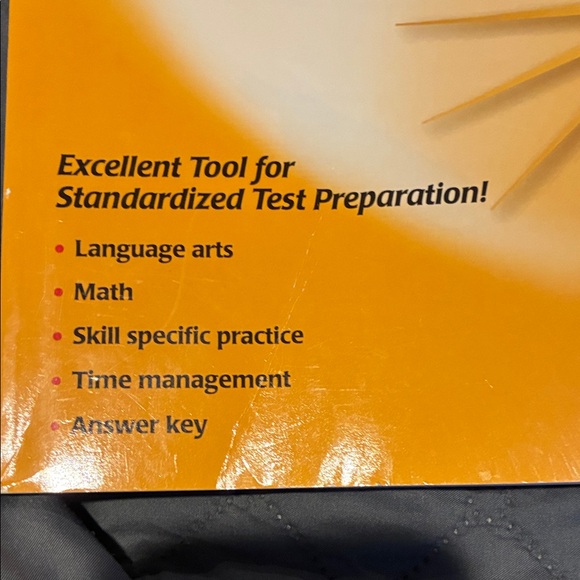 Excellent Tool for
Standardized Test Preparation!
• Language arts
• Math
• Skill specific practice
• Time management
• Answer key